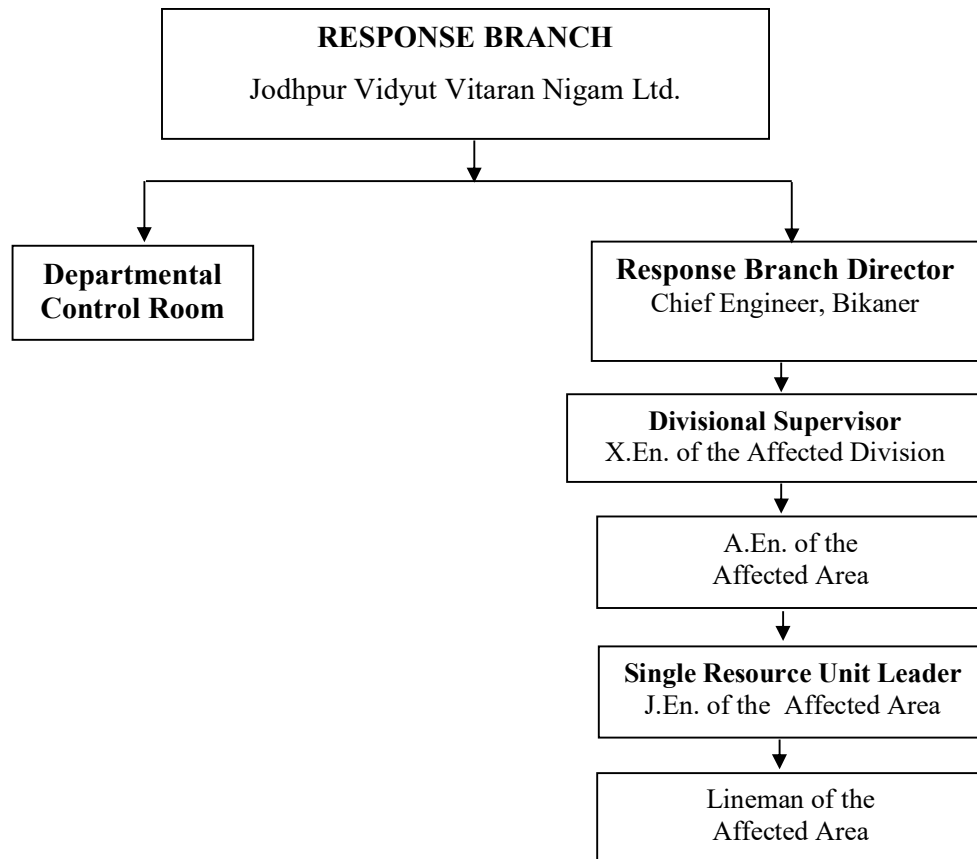 RESPONSE BRANCH
Jodhpur Vidyut Vitaran Nigam Ltd.
Departmental
Control Room
Response Branch Director
Chief Engineer, Bikaner
Divisional Supervisor
X.En. of the Affected Division
A.En. of the
Affected Area
Single Resource Unit Leader
J.En. of the Affected Area
Lineman of the
Affected Area